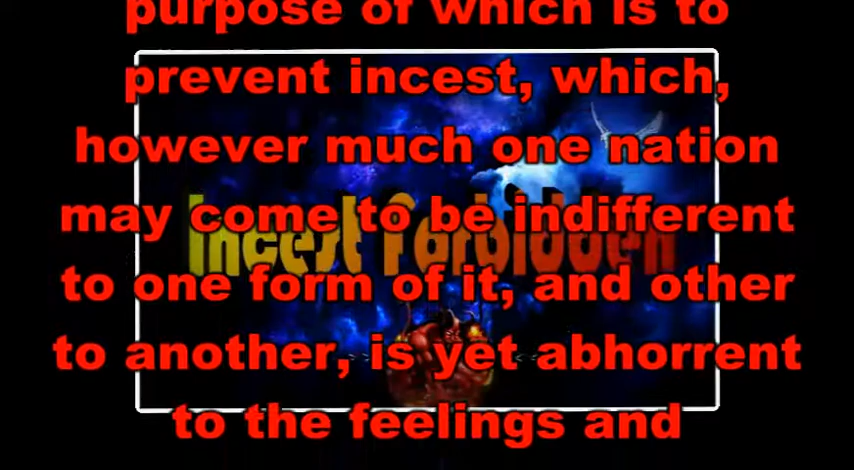 purpose of which is to
prevent incest, which,
however much one nation
may come to be indifferent
Incest Forbidden
to one form of it, and other
to another, is yet abhorrent
to the feelings and